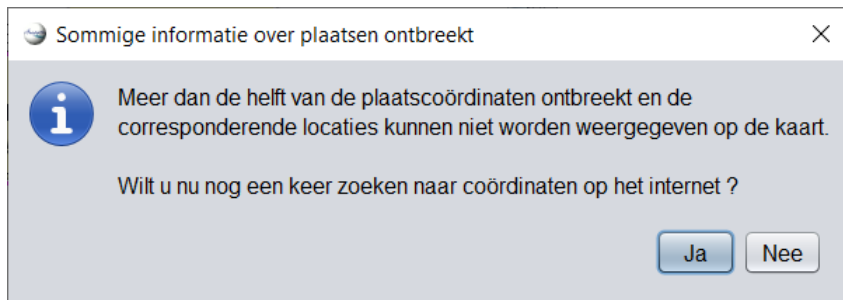 Sommige informatie over plaatsen ontbreekt
Meer dan de helft van de plaatscoördinaten ontbreekt en de
corresponderende locaties kunnen niet worden weergegeven op de kaart.
Wilt u nu nog een keer zoeken naar coördinaten op het internet ?
Ja
Nee